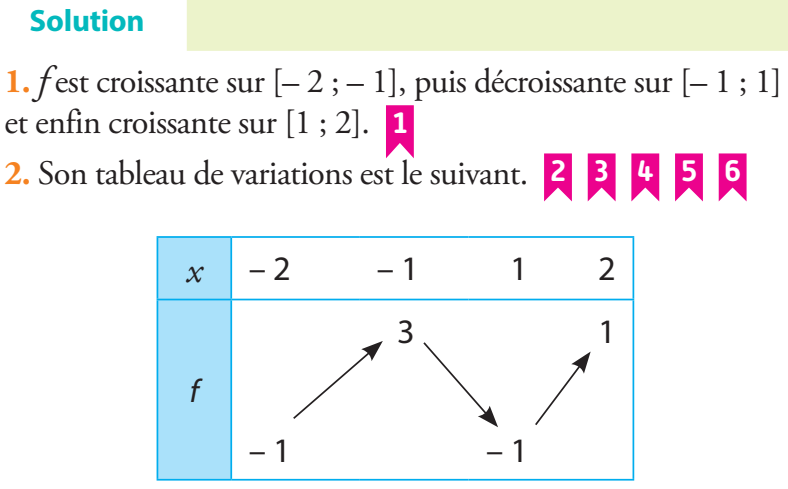 Solution
1. f est croissante sur [– 2 ; – 1], puis décroissante sur [– 1 ; 1]
et enfin croissante sur [1 ; 2]. 1
2. Son tableau de variations est le suivant. 2 3 4 5 6
x – 2 – 1 1 2
3 1
f
– 1 – 1